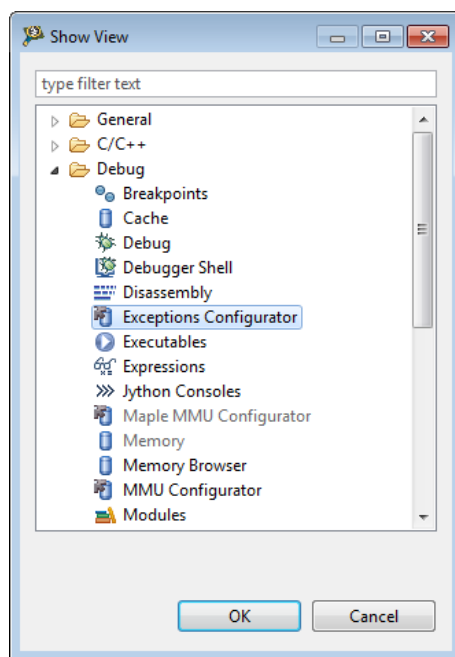 Show View
type filter text
General
C/C++
Debug
Breakpoints
Cache
Debug
Debugger Shell
Disassembly
Exceptions Configurator
Executables
Expressions
Jython Consoles
Maple MMU Configurator
Memory
Memory Browser
MMU Configurator
Modules
OK Cancel